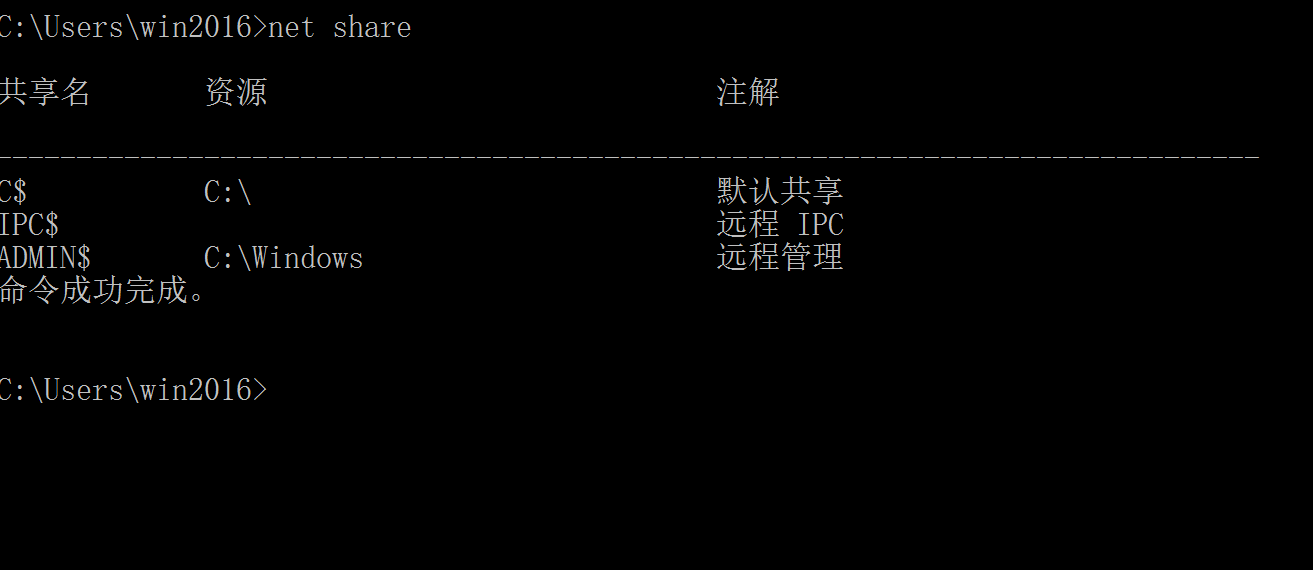 C:\Users\win2016>net share
共享名 资源 注解
-------------------------------------------------------------------------------
C$ C:\ 默认共享
IPC$ 远程 IPC
ADMIN$ C:\Windows 远程管理
命令成功完成。
C:\Users\win2016>